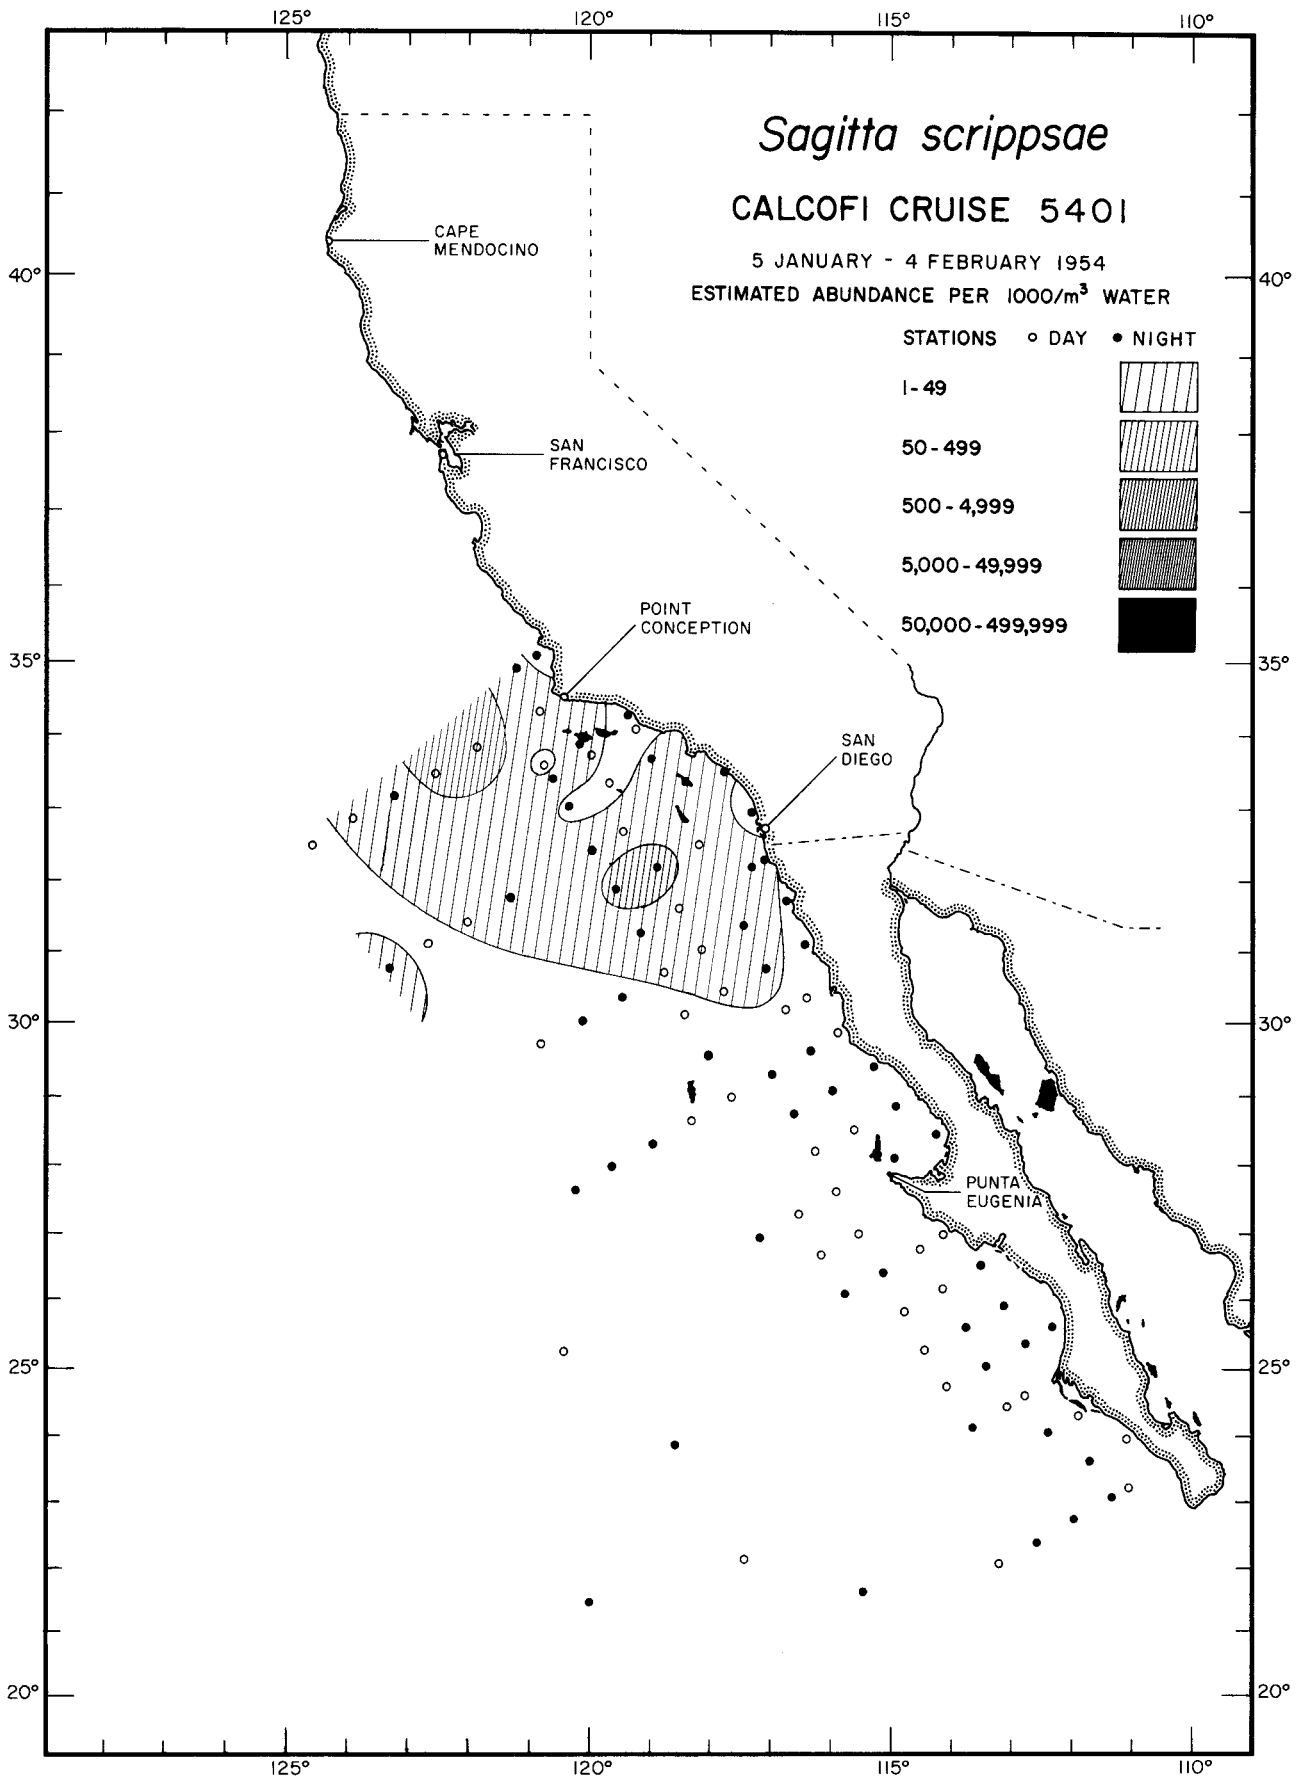 125° 120° 115° 110°
Sagitta scrippsae
CALCOFI CRUISE 5401
5 JANUARY - 4 FEBRUARY 1954
ESTIMATED ABUNDANCE PER 1000/m³ WATER
STATIONS ○ DAY ● NIGHT
1-49
50-499
500-4,999
5,000-49,999
50,000-499,999
CAPE
MENDOCINO
40° 40°
SAN
FRANCISCO
POINT
CONCEPTION
35° 35°
SAN
DIEGO
30° 30°
PUNTA
EUGENIA
25° 25°
20° 20°
125° 120° 115° 110°